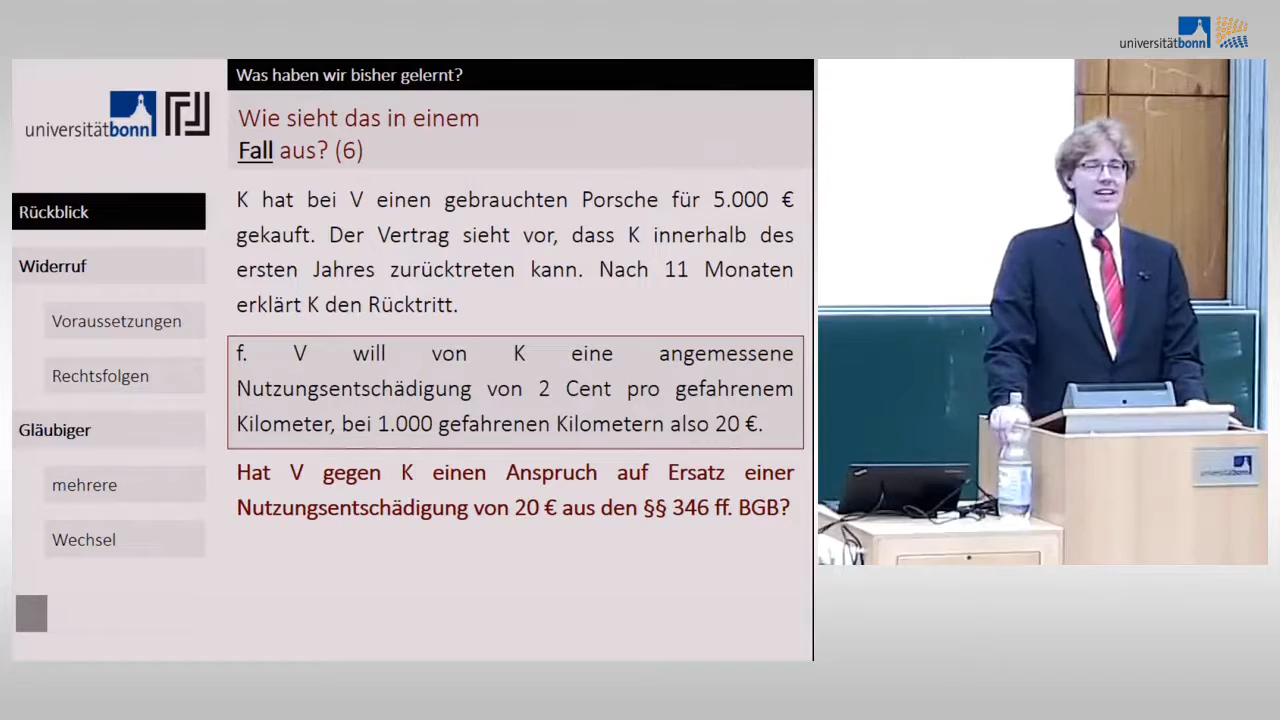 universitätbonn
Was haben wir bisher gelernt?
universitätbonn
Wie sieht das in einem
Fall aus? (6)
Rückblick
Widerruf
Voraussetzungen
Rechtsfolgen
Gläubiger
mehrere
Wechsel
K hat bei V einen gebrauchten Porsche für 5.000 €
gekauft. Der Vertrag sieht vor, dass K innerhalb des
ersten Jahres zurücktreten kann. Nach 11 Monaten
erklärt K den Rücktritt.
f. V will von K eine angemessene
Nutzungsentschädigung von 2 Cent pro gefahrenem
Kilometer, bei 1.000 gefahrenen Kilometern also 20 €.
Hat V gegen K einen Anspruch auf Ersatz einer
Nutzungsentschädigung von 20 € aus den §§ 346 ff. BGB?
universitätbonn